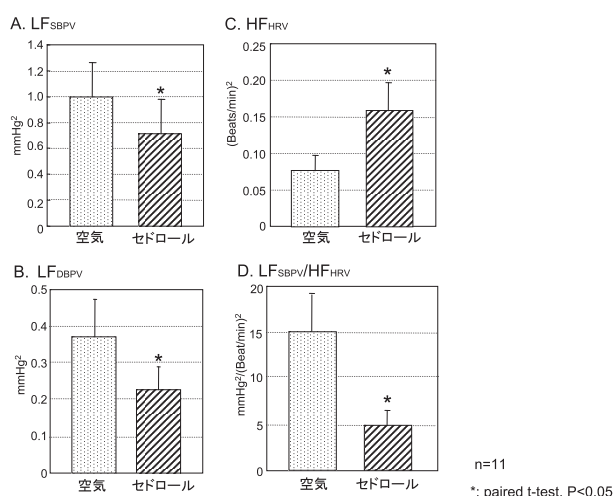 A. LFSBPV
1.4
1.2
1.0
0.8
0.6
0.4
0.2
0
mmHg²
*
空気 セドロール
B. LFDBPV
0.5
0.4
0.3
0.2
0.1
0
mmHg²
*
空気 セドロール
C. HFHRV
0.25
0.20
0.15
0.10
0.05
0
(Beats/min)²
*
空気 セドロール
D. LFSBPV/HFHRV
20
15
10
5
0
mmHg²/(Beat/min)²
*
空気 セドロール
n=11
*: paired t-test, P<0.05